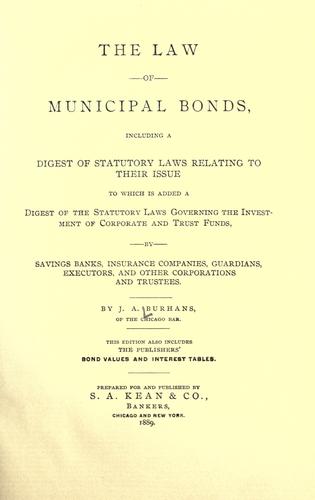 THE LAW
—OF—
MUNICIPAL BONDS,
INCLUDING A
DIGEST OF STATUTORY LAWS RELATING TO
THEIR ISSUE
TO WHICH IS ADDED A
DIGEST OF THE STATUTORY LAWS GOVERNING THE INVEST-
MENT OF CORPORATE AND TRUST FUNDS,
—BY—
SAVINGS BANKS, INSURANCE COMPANIES, GUARDIANS,
EXECUTORS, AND OTHER CORPORATIONS
AND TRUSTEES.
BY J. A. BURHANS,
OF THE CHICAGO BAR.
THIS EDITION ALSO INCLUDES
THE PUBLISHERS'
BOND VALUES AND INTEREST TABLES.
PREPARED FOR AND PUBLISHED BY
S. A. KEAN & CO.,
BANKERS,
CHICAGO AND NEW YORK.
1889.